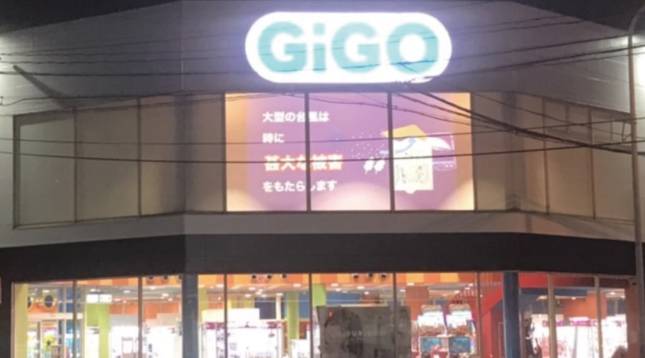 GiGO
大型の台風は
時に
甚大な被害
をもたらします